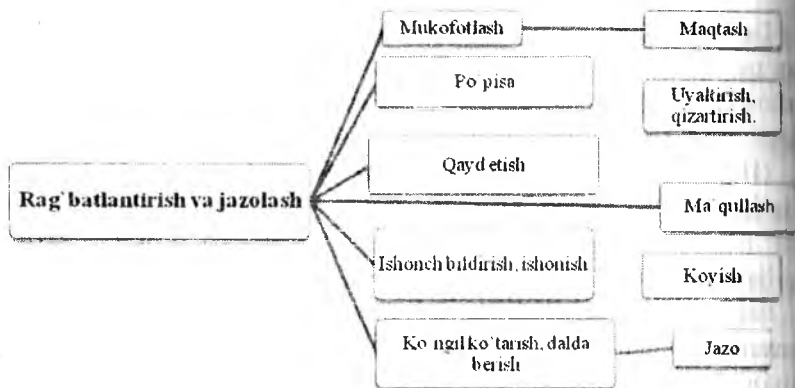 Mukofotlash
Maqtash
Po`pisa
Uyaltirish,
qizartirish.
Qayd etish
Rag`batlantirish va jazolash
Ma`qullash
Ishonch bildirish, ishonish
Koyish
Ko`ngil ko`tarish, dalda
berish
Jazo